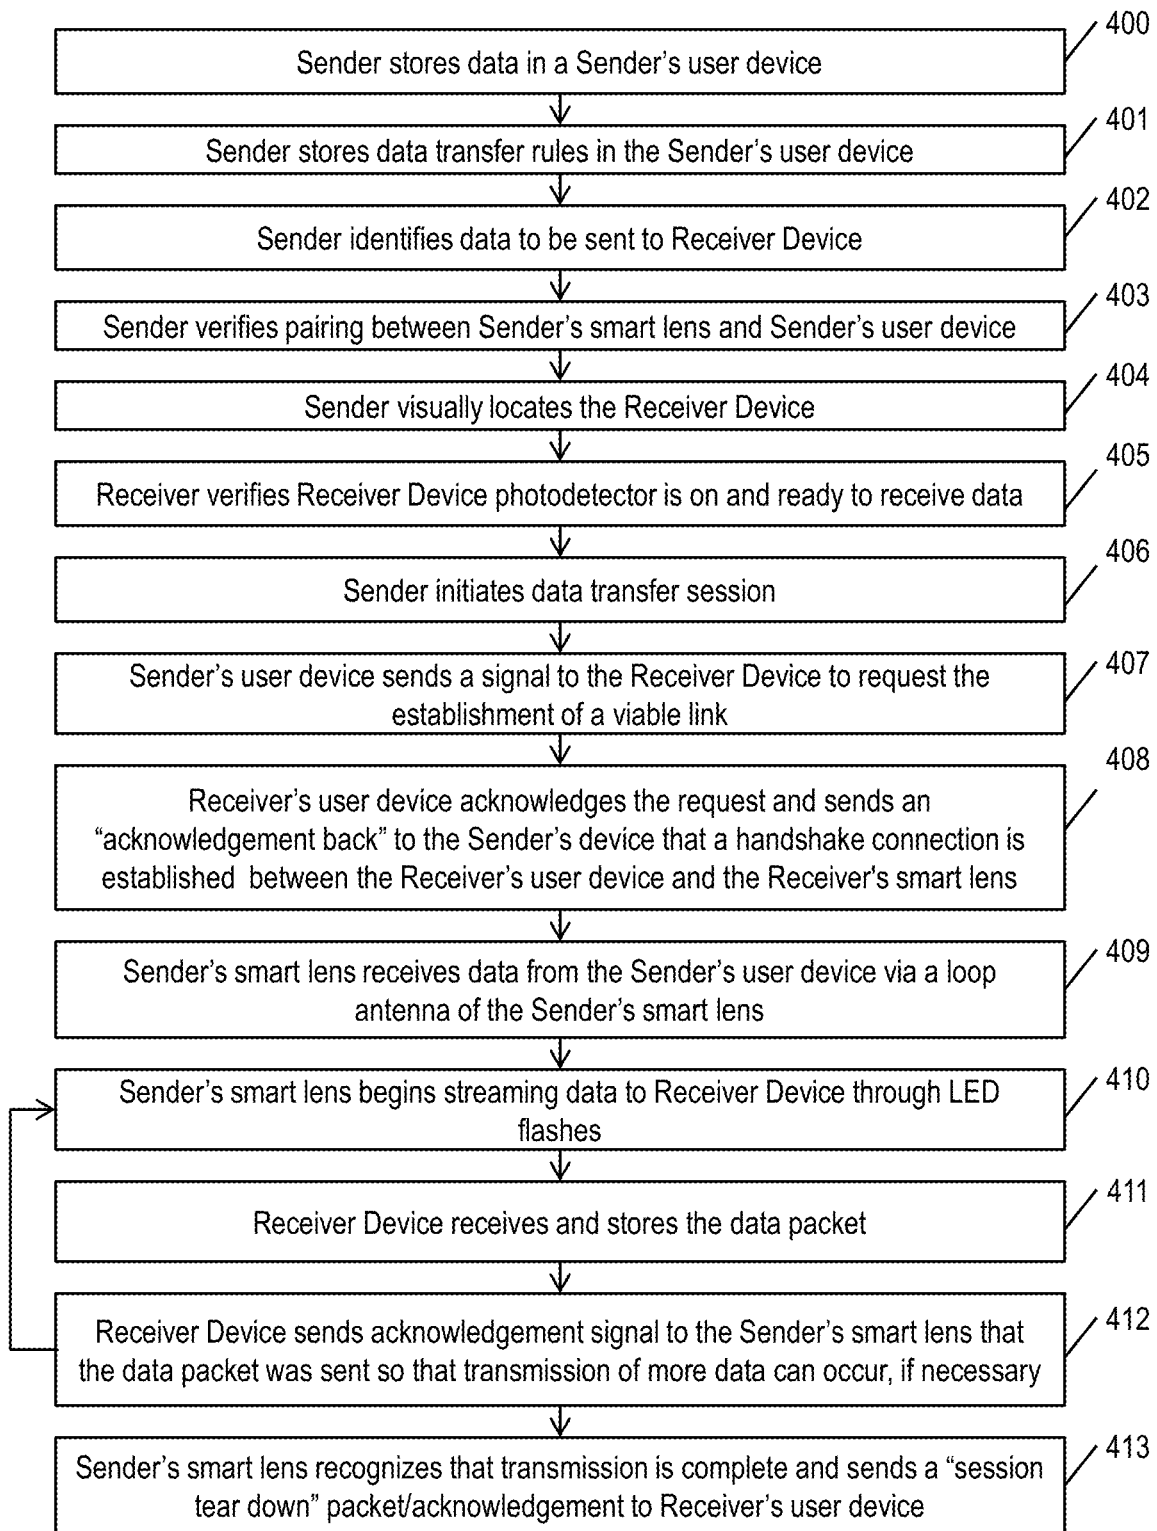 400
Sender stores data in a Sender's user device
401
Sender stores data transfer rules in the Sender's user device
402
Sender identifies data to be sent to Receiver Device
403
Sender verifies pairing between Sender's smart lens and Sender's user device
404
Sender visually locates the Receiver Device
405
Receiver verifies Receiver Device photodetector is on and ready to receive data
406
Sender initiates data transfer session
407
Sender's user device sends a signal to the Receiver Device to request the
establishment of a viable link
408
Receiver's user device acknowledges the request and sends an
“acknowledgement back” to the Sender's device that a handshake connection is
established between the Receiver's user device and the Receiver's smart lens
409
Sender's smart lens receives data from the Sender's user device via a loop
antenna of the Sender's smart lens
410
Sender's smart lens begins streaming data to Receiver Device through LED
flashes
411
Receiver Device receives and stores the data packet
412
Receiver Device sends acknowledgement signal to the Sender's smart lens that
the data packet was sent so that transmission of more data can occur, if necessary
413
Sender's smart lens recognizes that transmission is complete and sends a “session
tear down” packet/acknowledgement to Receiver's user device